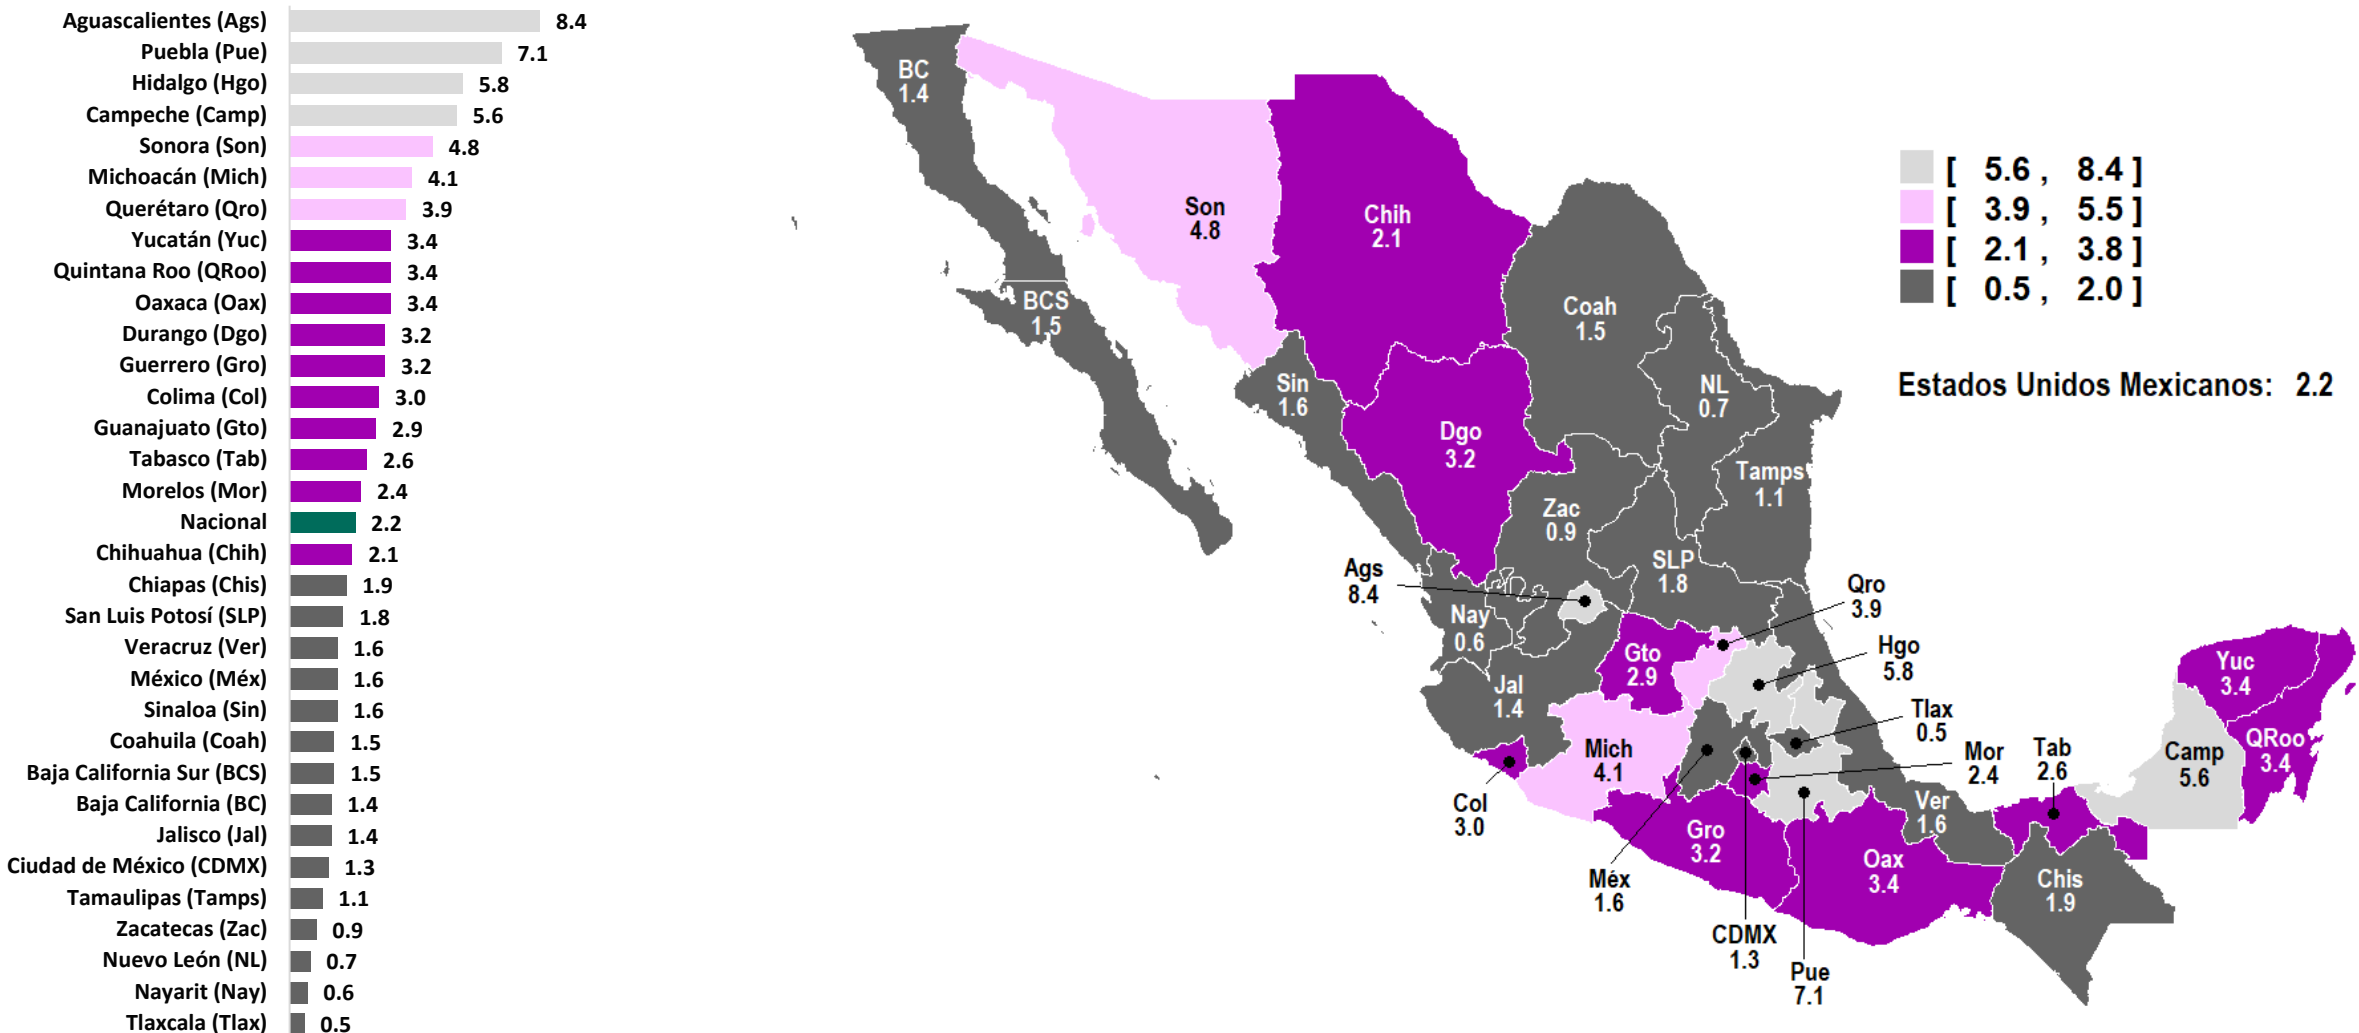 Aguascalientes (Ags) 8.4
Puebla (Pue) 7.1
Hidalgo (Hgo) 5.8
Campeche (Camp) 5.6
Sonora (Son) 4.8
Michoacán (Mich) 4.1
Querétaro (Qro) 3.9
Yucatán (Yuc) 3.4
Quintana Roo (QRoo) 3.4
Oaxaca (Oax) 3.4
Durango (Dgo) 3.2
Guerrero (Gro) 3.2
Colima (Col) 3.0
Guanajuato (Gto) 2.9
Tabasco (Tab) 2.6
Morelos (Mor) 2.4
Nacional 2.2
Chihuahua (Chih) 2.1
Chiapas (Chis) 1.9
San Luis Potosí (SLP) 1.8
Veracruz (Ver) 1.6
México (Méx) 1.6
Sinaloa (Sin) 1.6
Coahuila (Coah) 1.5
Baja California Sur (BCS) 1.5
Baja California (BC) 1.4
Jalisco (Jal) 1.4
Ciudad de México (CDMX) 1.3
Tamaulipas (Tamps) 1.1
Zacatecas (Zac) 0.9
Nuevo León (NL) 0.7
Nayarit (Nay) 0.6
Tlaxcala (Tlax) 0.5
BC
1.4
Son
4.8
Chih
2.1
BCS
1.5
Coah
1.5
Sin
1.6
NL
0.7
Dgo
3.2
Tamps
1.1
Zac
0.9
SLP
1.8
Ags
8.4
Nay
0.6
Qro
3.9
Gto
2.9
Hgo
5.8
Jal
1.4
Tlax
0.5
Mich
4.1
Mor
2.4
Tab
2.6
Yuc
3.4
QRoo
3.4
Camp
5.6
Col
3.0
Ver
1.6
Gro
3.2
Oax
3.4
Méx
1.6
Chis
1.9
CDMX
1.3
Pue
7.1
[ 5.6 , 8.4 ]
[ 3.9 , 5.5 ]
[ 2.1 , 3.8 ]
[ 0.5 , 2.0 ]
Estados Unidos Mexicanos: 2.2